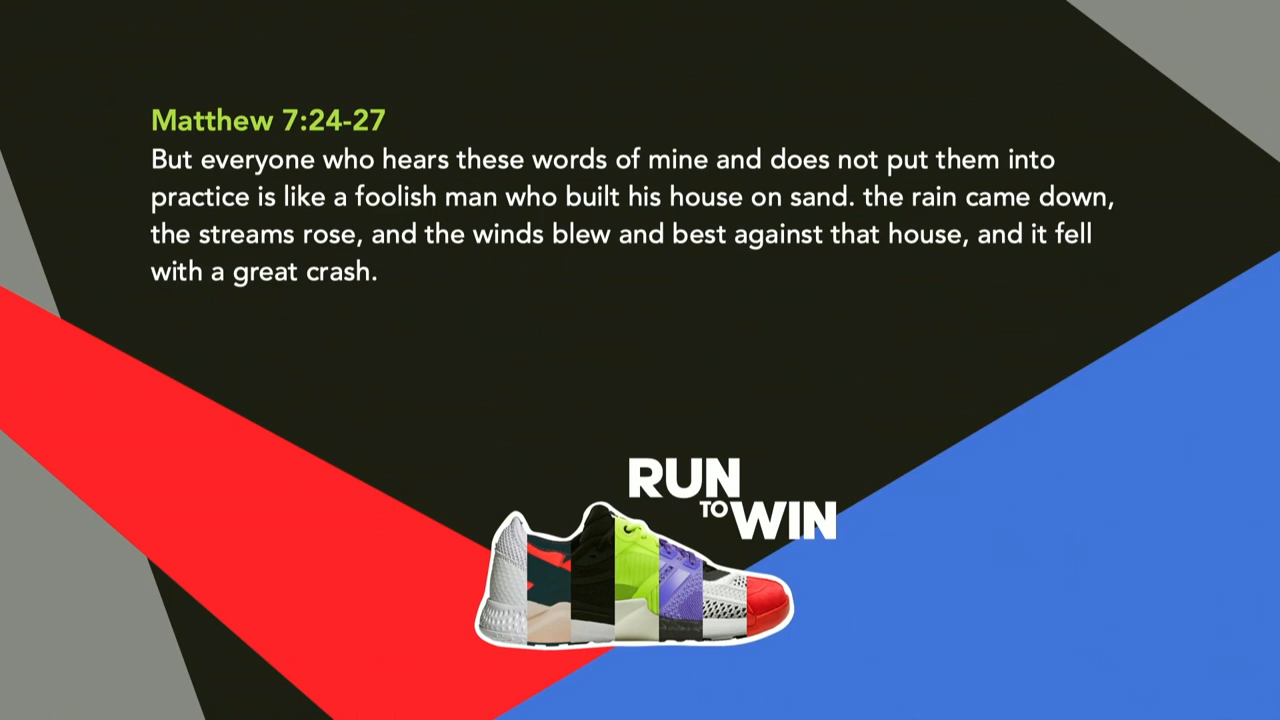 Matthew 7:24-27
But everyone who hears these words of mine and does not put them into
practice is like a foolish man who built his house on sand. the rain came down,
the streams rose, and the winds blew and best against that house, and it fell
with a great crash.
RUN
TO WIN